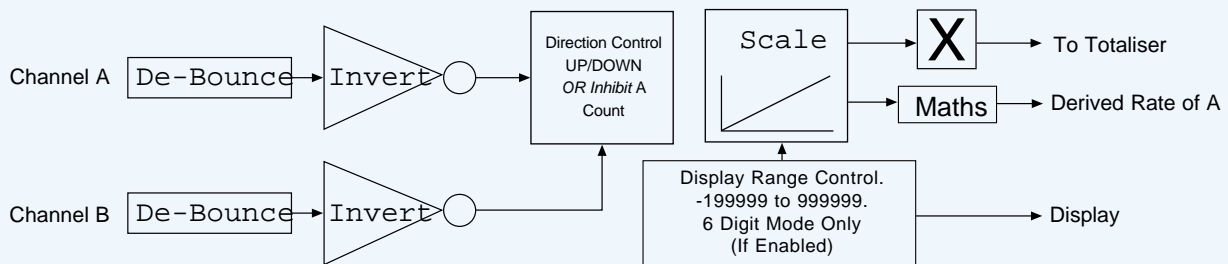 Channel A
De-Bounce
Invert
Direction Control
UP/DOWN
OR Inhibit A
Count
Scale
X
To Totaliser
Maths
Derived Rate of A
Channel B
De-Bounce
Invert
Display Range Control.
-199999 to 999999.
6 Digit Mode Only
(If Enabled)
Display